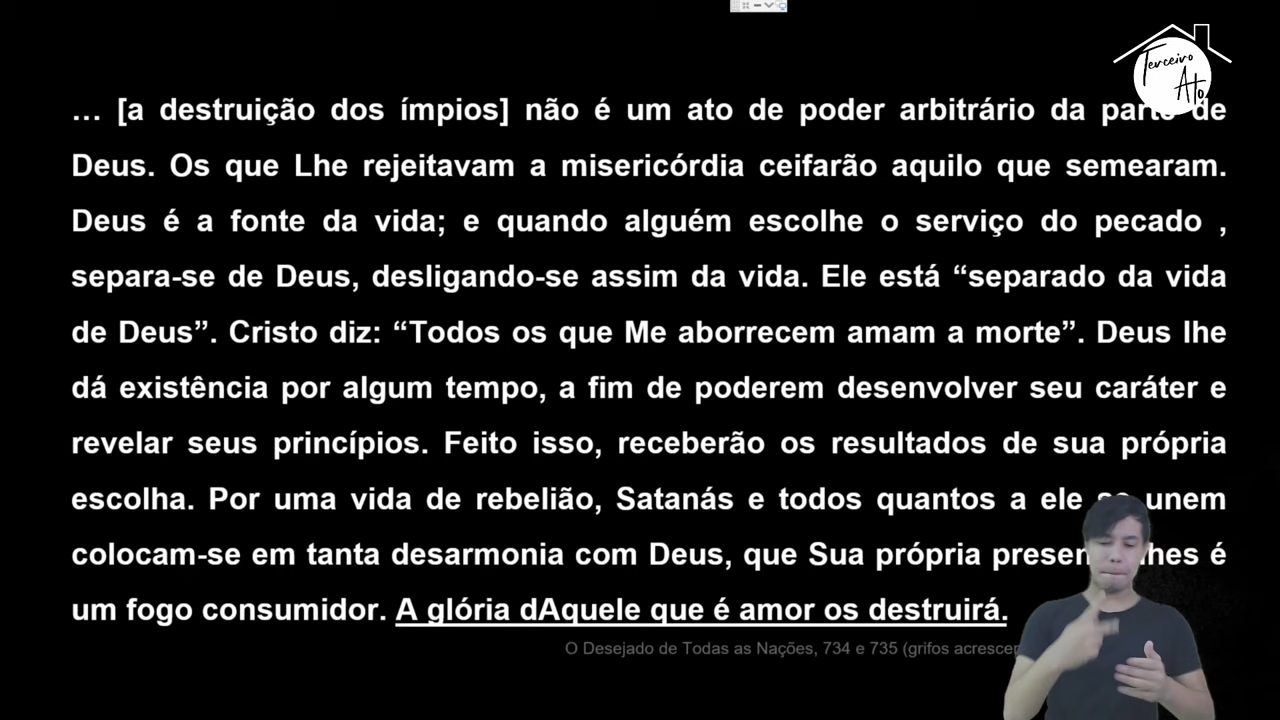 Terceiro
Ato
… [a destruição dos ímpios] não é um ato de poder arbitrário da parte de
Deus. Os que Lhe rejeitavam a misericórdia ceifarão aquilo que semearam.
Deus é a fonte da vida; e quando alguém escolhe o serviço do pecado ,
separa-se de Deus, desligando-se assim da vida. Ele está “separado da vida
de Deus”. Cristo diz: “Todos os que Me aborrecem amam a morte”. Deus lhe
dá existência por algum tempo, a fim de poderem desenvolver seu caráter e
revelar seus princípios. Feito isso, receberão os resultados de sua própria
escolha. Por uma vida de rebelião, Satanás e todos quantos a ele se unem
colocam-se em tanta desarmonia com Deus, que Sua própria é
um fogo consumidor. A glória dAquele que é amor os destruirá.
O Desejado de Todas as Nações, 734 e 735 (grifos